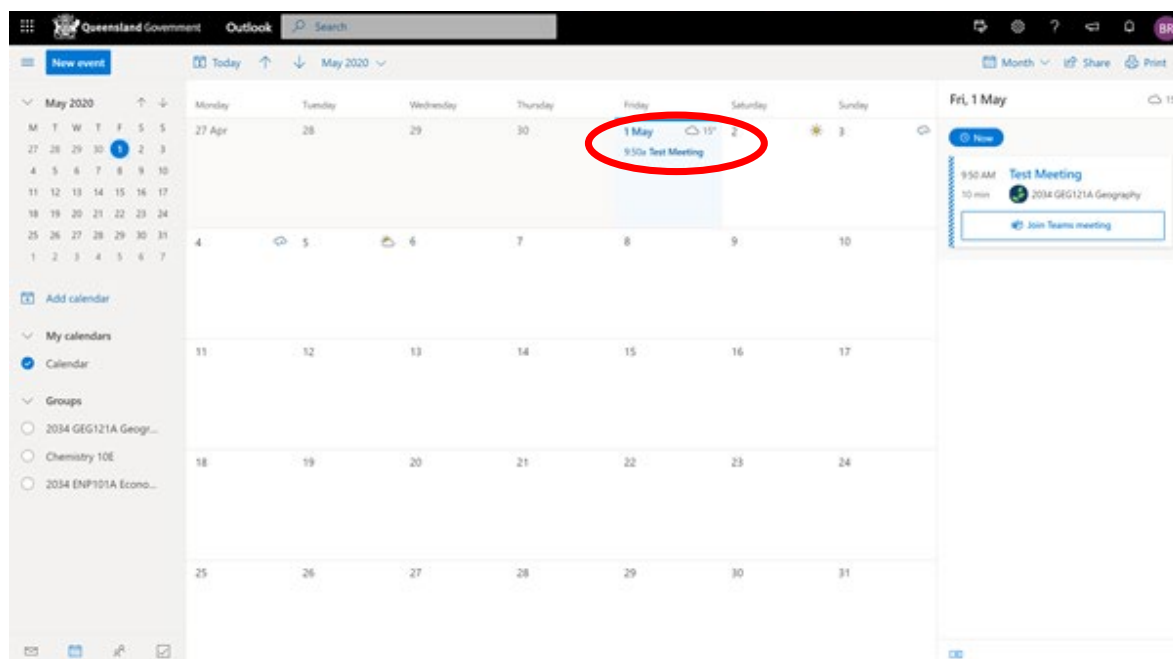 Queensland Government Outlook Search BR
New event Today May 2020 Month Share Print
May 2020
M T W T F S S
27 28 29 30 1 2 3
4 5 6 7 8 9 10
11 12 13 14 15 16 17
18 19 20 21 22 23 24
25 26 27 28 29 30 31
1 2 3 4 5 6 7
Add calendar
My calendars
Calendar
Groups
2034 GEG121A Geogr...
Chemistry 10E
2034 ENP101A Econo...
Monday Tuesday Wednesday Thursday Friday Saturday Sunday
27 Apr 28 29 30 1 May 15° 2 3
9:50a Test Meeting
4 5 6 7 8 9 10
11 12 13 14 15 16 17
18 19 20 21 22 23 24
25 26 27 28 29 30 31
Fri, 1 May
Now
9:50 AM Test Meeting
10 min 2034 GEG121A Geography
Join Teams meeting